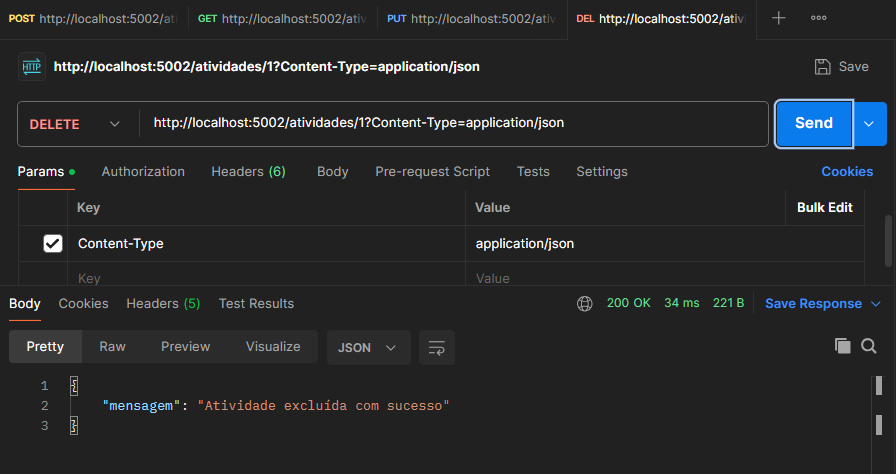 POST http://localhost:5002/ati GET http://localhost:5002/ativ PUT http://localhost:5002/ativ DEL http://localhost:5002/ativi
HTTP http://localhost:5002/atividades/1?Content-Type=application/json Save
DELETE http://localhost:5002/atividades/1?Content-Type=application/json Send
Params Authorization Headers (6) Body Pre-request Script Tests Settings Cookies
Key Value Bulk Edit
Content-Type application/json
Key Value
Body Cookies Headers (5) Test Results 200 OK 34 ms 221 B Save Response
Pretty Raw Preview Visualize JSON
1 {
2 "mensagem": "Atividade excluída com sucesso"
3 }